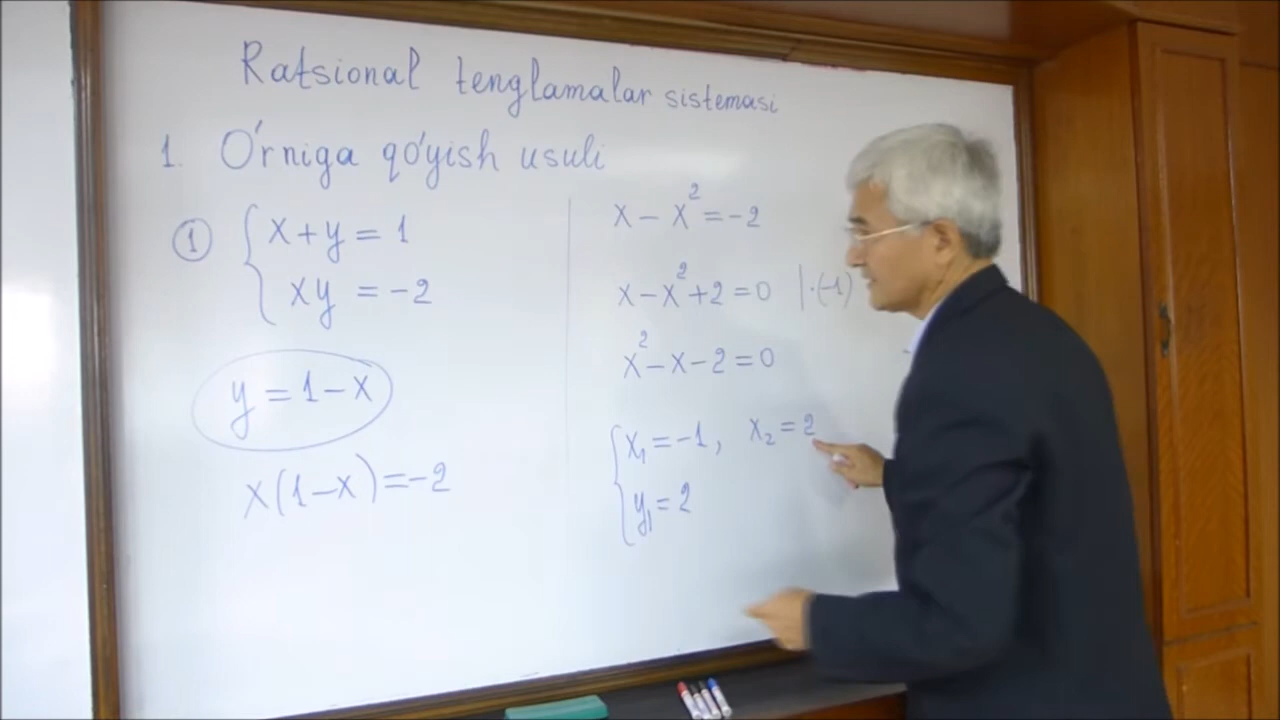 Ratsional tenglamalar sistemasi
1. O'rniga qo'yish usuli
① { x + y = 1
xy = -2
y = 1 - x
x(1-x) = -2
x - x² = -2
x - x² + 2 = 0 | ·(-1)
x² - x - 2 = 0
{ x₁ = -1, x₂ = 2
y₁ = 2